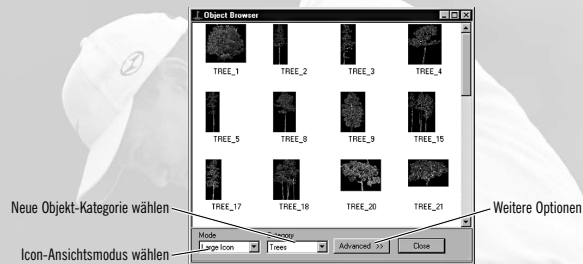 Object Browser
TREE_1 TREE_2 TREE_3 TREE_4
TREE_5 TREE_8 TREE_9 TREE_15
TREE_17 TREE_18 TREE_20 TREE_21
Neue Objekt-Kategorie wählen
Weitere Optionen
Mode Category
Large Icon Trees Advanced >> Close
Icon-Ansichtsmodus wählen